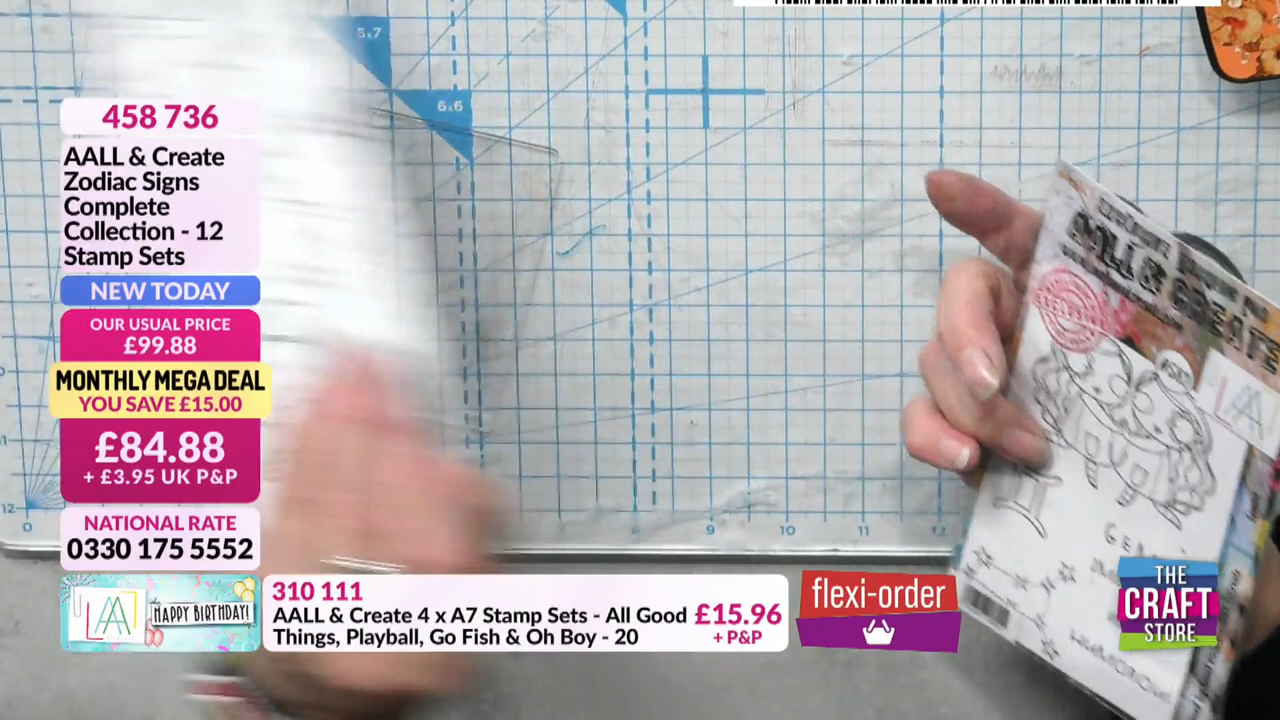 5x7
6x6
458 736
AALL & Create
Zodiac Signs
Complete
Collection - 12
Stamp Sets
NEW TODAY
OUR USUAL PRICE
£99.88
MONTHLY MEGA DEAL
YOU SAVE £15.00
£84.88
+ £3.95 UK P&P
NATIONAL RATE
0330 175 5552
12
0
9
10
11
12
HAPPY BIRTHDAY!
310 111
AALL & Create 4 x A7 Stamp Sets - All Good
Things, Playball, Go Fish & Oh Boy - 20
£15.96
+ P&P
flexi-order
THE
CRAFT
STORE